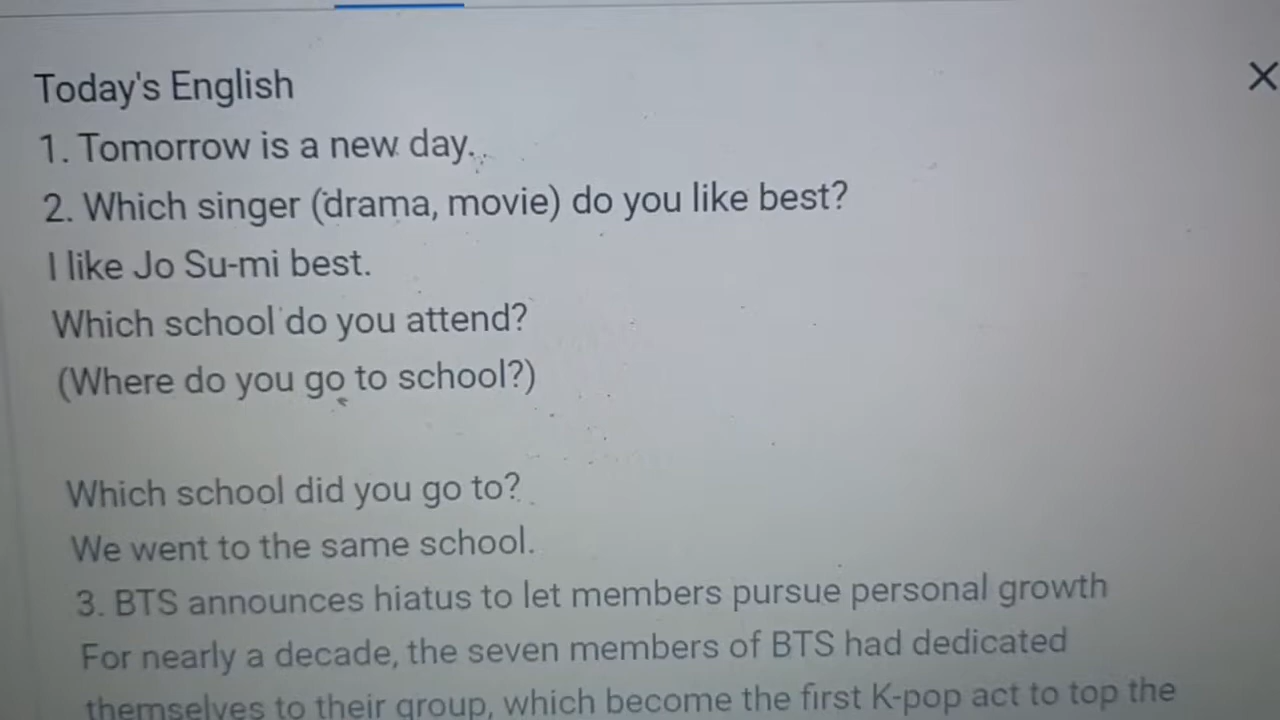 Today's English
1. Tomorrow is a new day.
2. Which singer (drama, movie) do you like best?
I like Jo Su-mi best.
Which school do you attend?
(Where do you go to school?)
Which school did you go to?
We went to the same school.
3. BTS announces hiatus to let members pursue personal growth
For nearly a decade, the seven members of BTS had dedicated
themselves to their group, which become the first K-pop act to top the